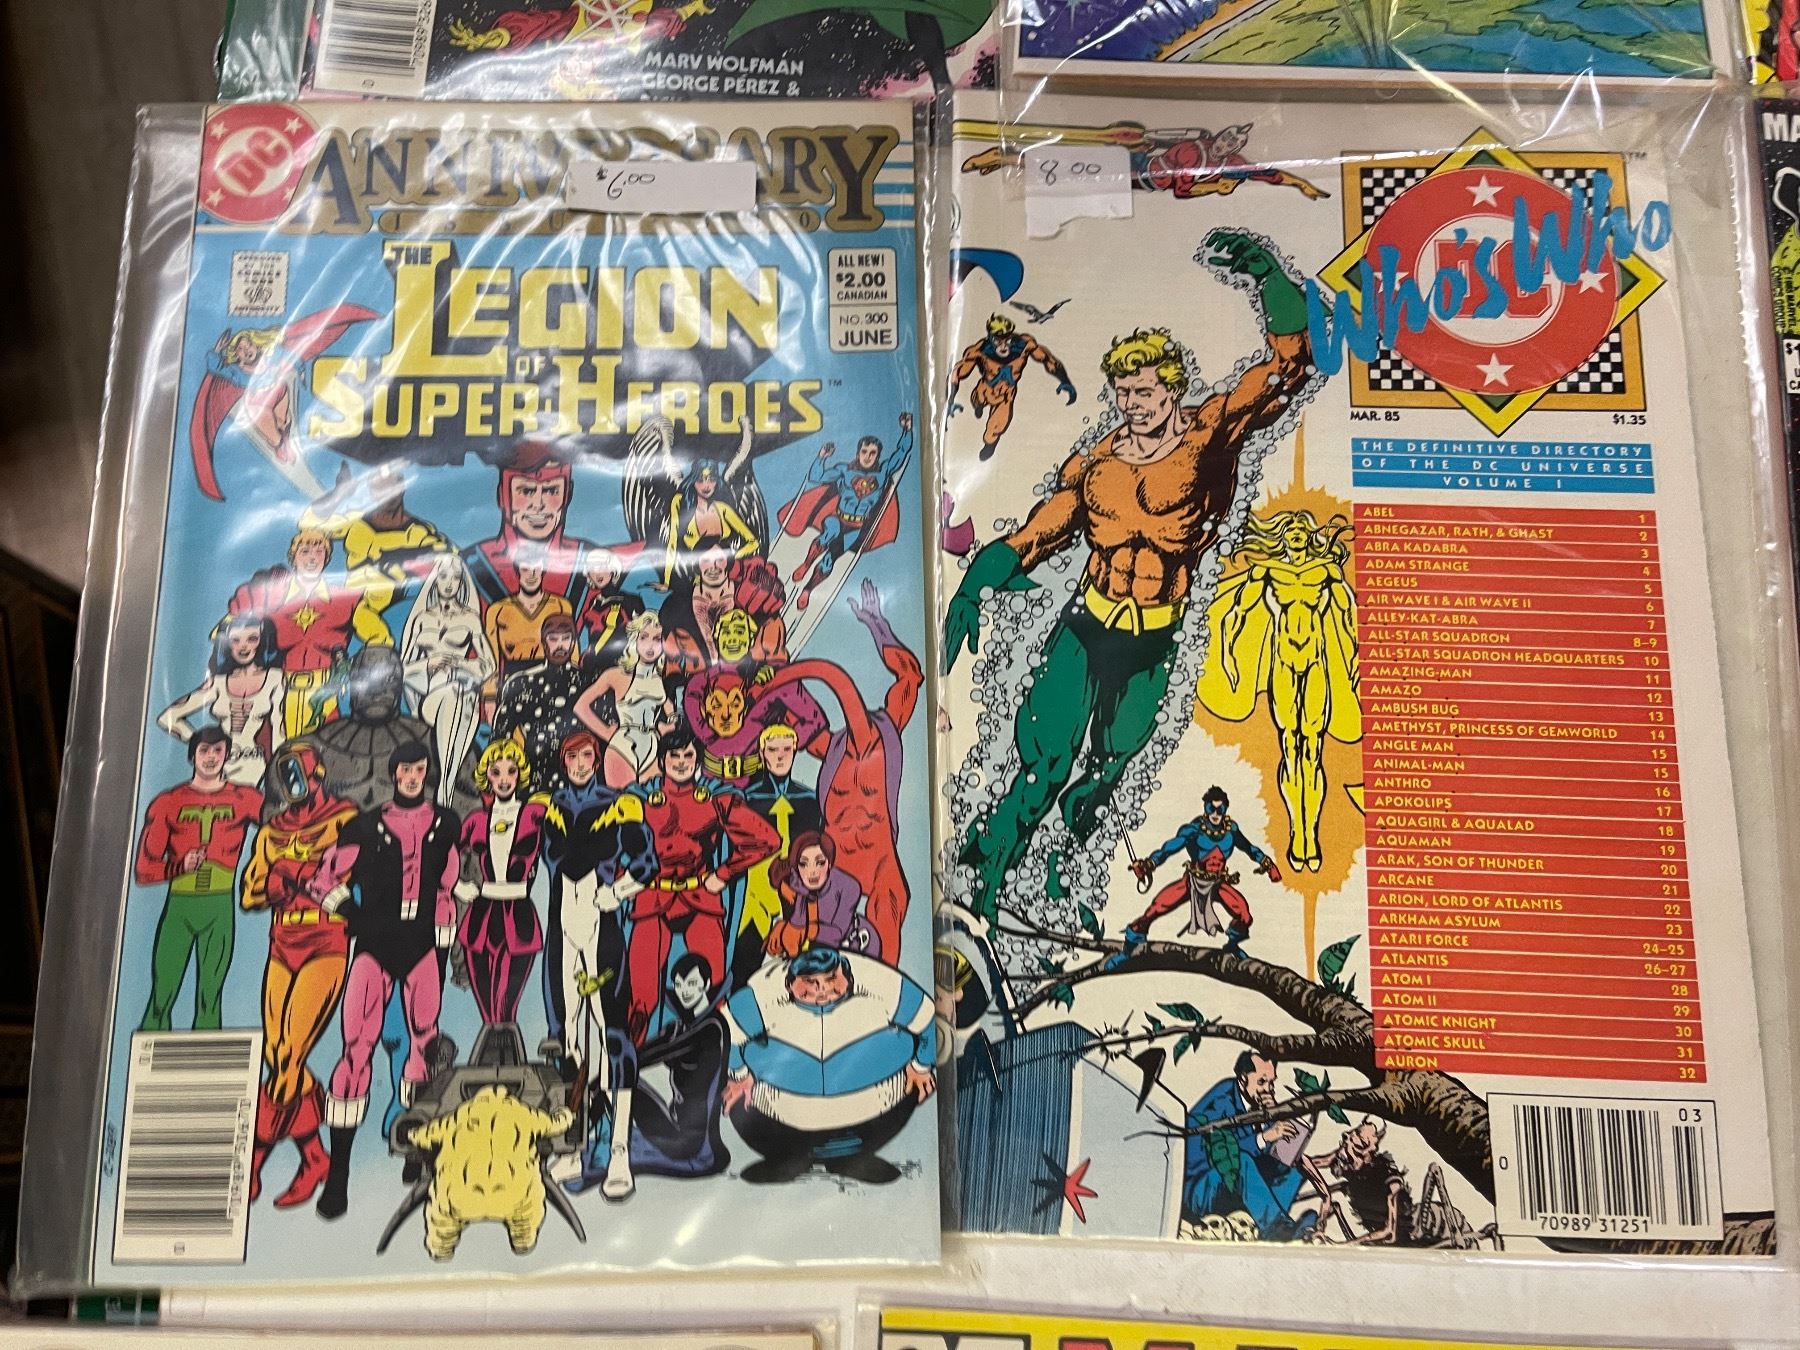 MARV WOLFMAN
GEORGE PÉREZ &
DC
ANNIVERSARY
$6.00
THE
LEGION
OF
SUPER-HEROES™
ALL NEW!
$2.00
CANADIAN
NO. 300
JUNE
8.00
DC
Who's Who
™
MAR. 85
$1.35
THE DEFINITIVE DIRECTORY
OF THE DC UNIVERSE
VOLUME I
ABEL 1
ABNEGAZAR, RATH, & GHAST 2
ABRA KADABRA 3
ADAM STRANGE 4
AEGEUS 5
AIR WAVE I & AIR WAVE II 6
ALLEY-KAT-ABRA 7
ALL-STAR SQUADRON 8-9
ALL-STAR SQUADRON HEADQUARTERS 10
AMAZING-MAN 11
AMAZO 12
AMBUSH BUG 13
AMETHYST, PRINCESS OF GEMWORLD 14
ANGLE MAN 15
ANIMAL-MAN 15
ANTHRO 16
APOKOLIPS 17
AQUAGIRL & AQUALAD 18
AQUAMAN 19
ARAK, SON OF THUNDER 20
ARCANE 21
ARION, LORD OF ATLANTIS 22
ARKHAM ASYLUM 23
ATARI FORCE 24-25
ATLANTIS 26-27
ATOM I 28
ATOM II 29
ATOMIC KNIGHT 30
ATOMIC SKULL 31
AURON 32
03
0 70989 31251